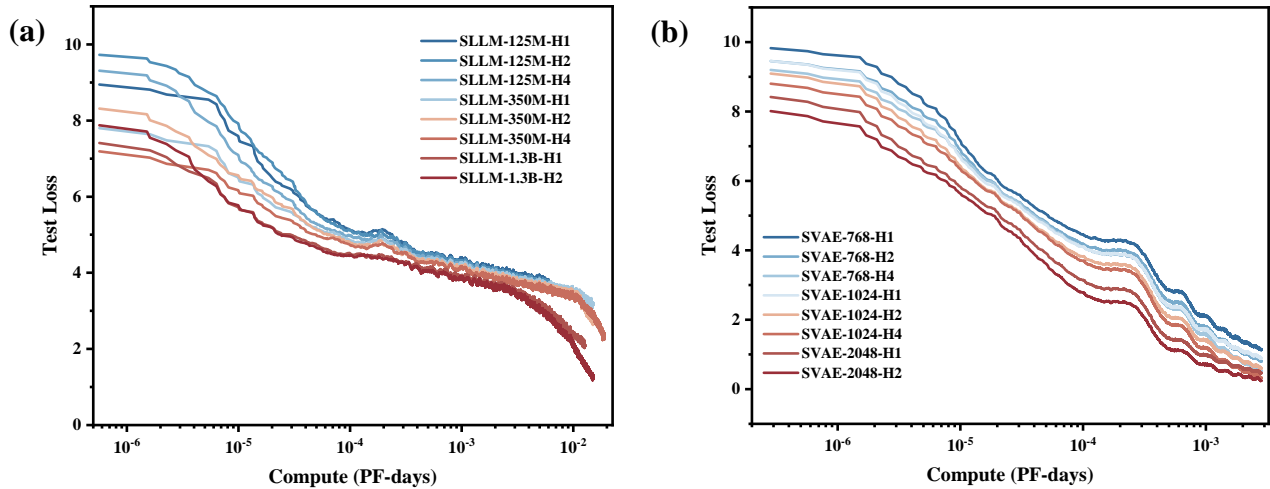 (a)
10
8
6
4
2
0
Test Loss
SLLM-125M-H1
SLLM-125M-H2
SLLM-125M-H4
SLLM-350M-H1
SLLM-350M-H2
SLLM-350M-H4
SLLM-1.3B-H1
SLLM-1.3B-H2
10⁻⁶ 10⁻⁵ 10⁻⁴ 10⁻³ 10⁻²
Compute (PF-days)
(b)
10
8
6
4
2
0
Test Loss
SVAE-768-H1
SVAE-768-H2
SVAE-768-H4
SVAE-1024-H1
SVAE-1024-H2
SVAE-1024-H4
SVAE-2048-H1
SVAE-2048-H2
10⁻⁶ 10⁻⁵ 10⁻⁴ 10⁻³
Compute (PF-days)